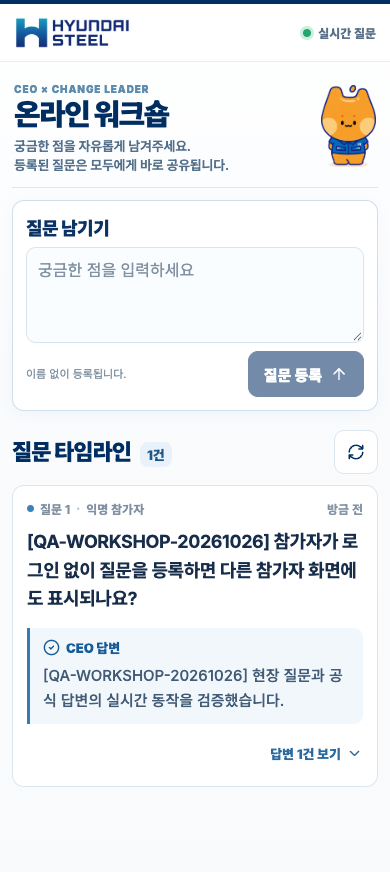 HYUNDAI
STEEL
실시간 질문
CEO × CHANGE LEADER
온라인 워크숍
궁금한 점을 자유롭게 남겨주세요.
등록된 질문은 모두에게 바로 공유됩니다.
질문 남기기
궁금한 점을 입력하세요
이름 없이 등록됩니다.
질문 등록
질문 타임라인
1건
질문 1 · 익명 참가자
방금 전
[QA-WORKSHOP-20261026] 참가자가 로
그인 없이 질문을 등록하면 다른 참가자 화면에
도 표시되나요?
CEO 답변
[QA-WORKSHOP-20261026] 현장 질문과 공
식 답변의 실시간 동작을 검증했습니다.
답변 1건 보기